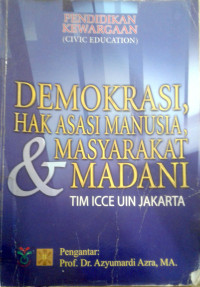 PENDIDIKAN
KEWARGAAN
(CIVIC EDUCATION)
DEMOKRASI,
HAK ASASI MANUSIA,
& MASYARAKAT
MADANI
TIM ICCE UIN JAKARTA
Pengantar:
Prof. Dr. Azyumardi Azra, MA.